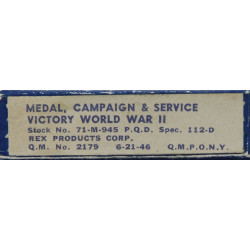 MEDAL, CAMPAIGN & SERVICE
VICTORY WORLD WAR II
Stock No. 71-M-945 P.Q.D. Spec. 112-D
REX PRODUCTS CORP.
Q.M. No. 2179 6-21-46 Q.M.P.O.N.Y.